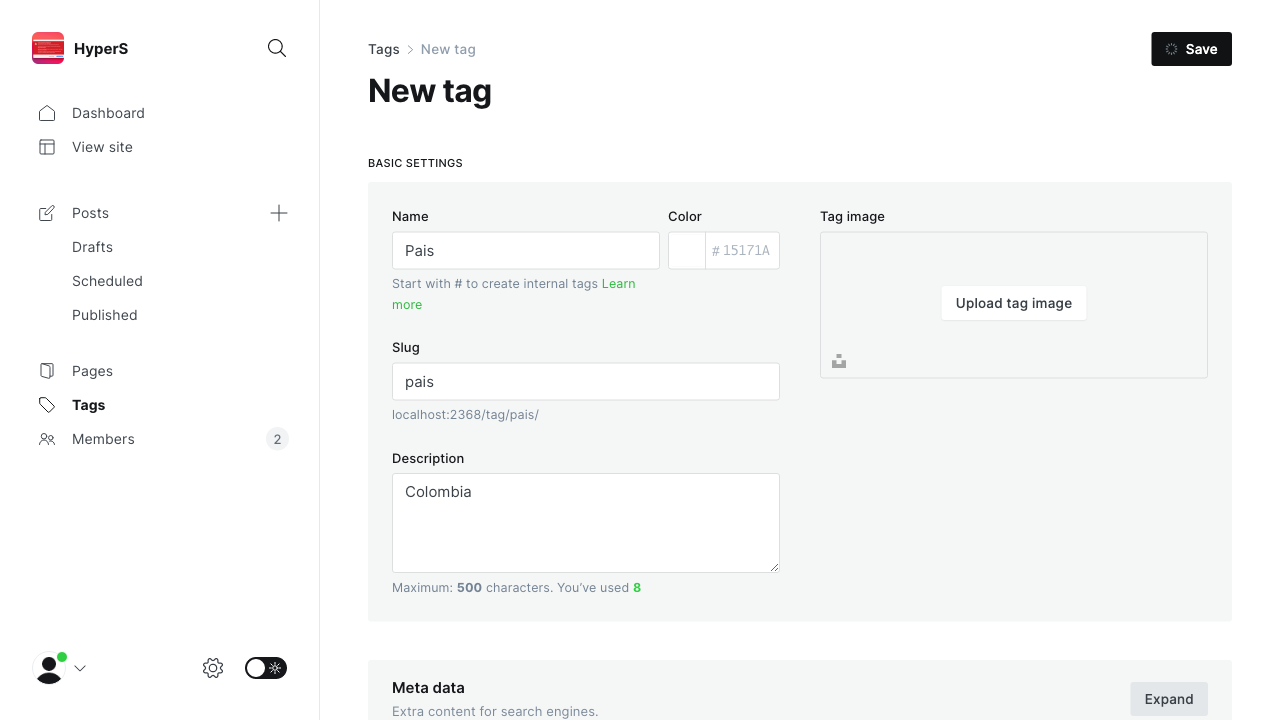 HyperS
Dashboard
View site
Posts
Drafts
Scheduled
Published
Pages
Tags
Members
2
Tags
New tag
Save
New tag
BASIC SETTINGS
Name
Pais
Start with # to create internal tags Learn
more
Color
# 15171A
Slug
pais
localhost:2368/tag/pais/
Description
Colombia
Maximum: 500 characters. You've used 8
Tag image
Upload tag image
Meta data
Extra content for search engines.
Expand